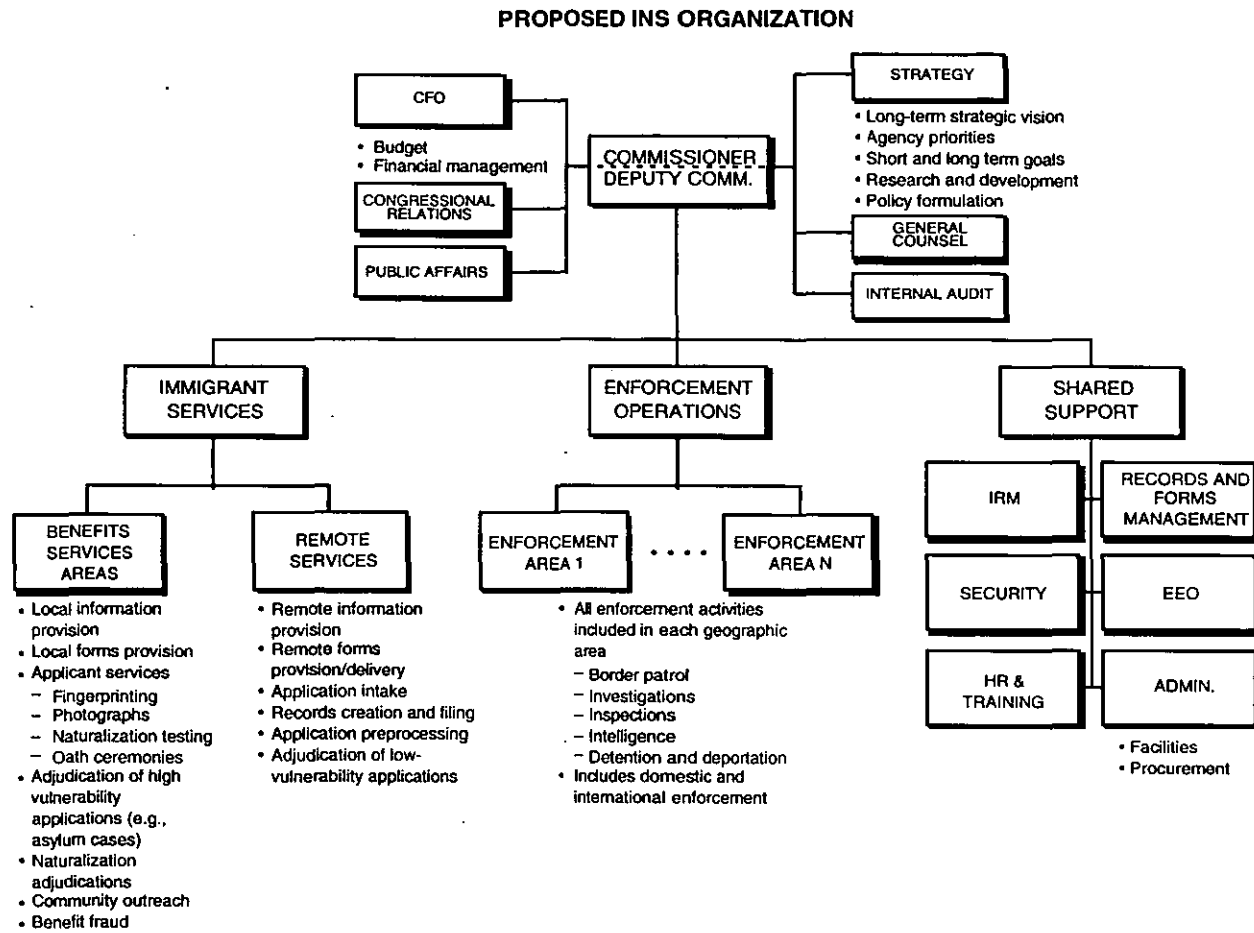 PROPOSED INS ORGANIZATION
CFO
• Budget
• Financial management
CONGRESSIONAL
RELATIONS
PUBLIC AFFAIRS
COMMISSIONER
DEPUTY COMM.
STRATEGY
• Long-term strategic vision
• Agency priorities
• Short and long term goals
• Research and development
• Policy formulation
GENERAL
COUNSEL
INTERNAL AUDIT
IMMIGRANT
SERVICES
ENFORCEMENT
OPERATIONS
SHARED
SUPPORT
BENEFITS
SERVICES
AREAS
• Local information
provision
• Local forms provision
• Applicant services
– Fingerprinting
– Photographs
– Naturalization testing
– Oath ceremonies
• Adjudication of high
vulnerability
applications (e.g.,
asylum cases)
• Naturalization
adjudications
• Community outreach
• Benefit fraud
REMOTE
SERVICES
• Remote information
provision
• Remote forms
provision/delivery
• Application intake
• Records creation and filing
• Application preprocessing
• Adjudication of low-
vulnerability applications
ENFORCEMENT
AREA 1
. . . .
ENFORCEMENT
AREA N
• All enforcement activities
included in each geographic
area
– Border patrol
– Investigations
– Inspections
– Intelligence
– Detention and deportation
• Includes domestic and
international enforcement
IRM
RECORDS AND
FORMS
MANAGEMENT
SECURITY
EEO
HR &
TRAINING
ADMIN.
• Facilities
• Procurement